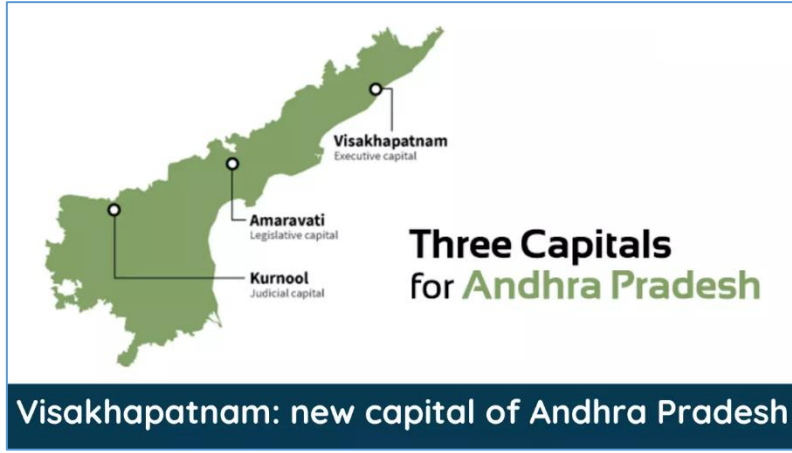 Visakhapatnam
Executive capital
Amaravati
Legislative capital
Kurnool
Judicial capital
Three Capitals
for Andhra Pradesh
Visakhapatnam: new capital of Andhra Pradesh